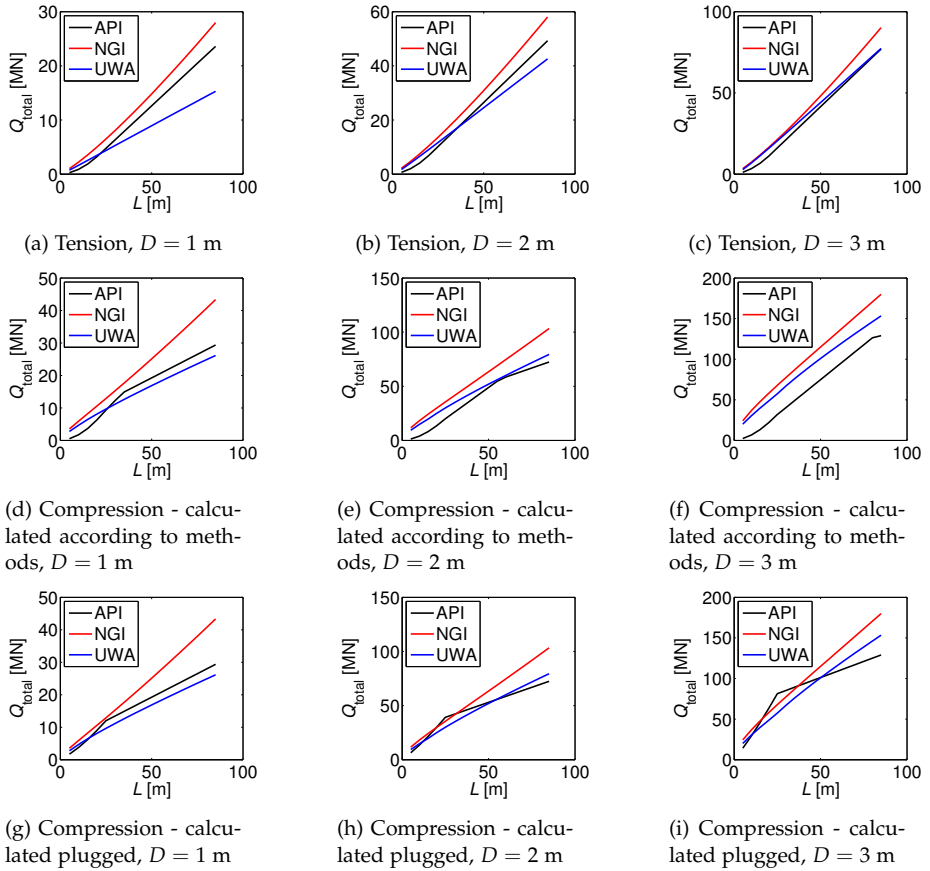 30
20
10
0
0
50
100
Q_total [MN]
L [m]
API
NGI
UWA
(a) Tension, D = 1 m
60
40
20
0
0
50
100
Q_total [MN]
L [m]
API
NGI
UWA
(b) Tension, D = 2 m
100
50
0
0
50
100
Q_total [MN]
L [m]
API
NGI
UWA
(c) Tension, D = 3 m
50
40
30
20
10
0
0
50
100
Q_total [MN]
L [m]
API
NGI
UWA
(d) Compression - calcu-
lated according to meth-
ods, D = 1 m
150
100
50
0
0
50
100
Q_total [MN]
L [m]
API
NGI
UWA
(e) Compression - calcu-
lated according to meth-
ods, D = 2 m
200
150
100
50
0
0
50
100
Q_total [MN]
L [m]
API
NGI
UWA
(f) Compression - calcu-
lated according to meth-
ods, D = 3 m
50
40
30
20
10
0
0
50
100
Q_total [MN]
L [m]
API
NGI
UWA
(g) Compression - calcu-
lated plugged, D = 1 m
150
100
50
0
0
50
100
Q_total [MN]
L [m]
API
NGI
UWA
(h) Compression - calcu-
lated plugged, D = 2 m
200
150
100
50
0
0
50
100
Q_total [MN]
L [m]
API
NGI
UWA
(i) Compression - calcu-
lated plugged, D = 3 m